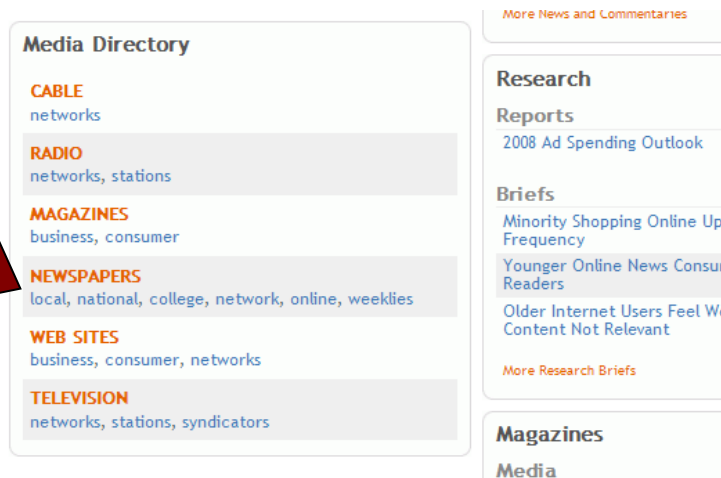 Media Directory
CABLE
networks
RADIO
networks, stations
MAGAZINES
business, consumer
NEWSPAPERS
local, national, college, network, online, weeklies
WEB SITES
business, consumer, networks
TELEVISION
networks, stations, syndicators
More News and Commentaries
Research
Reports
2008 Ad Spending Outlook
Briefs
Minority Shopping Online Up
Frequency
Younger Online News
Readers
Older Internet Users Feel
Content Not Relevant
More Research Briefs
Magazines
Media